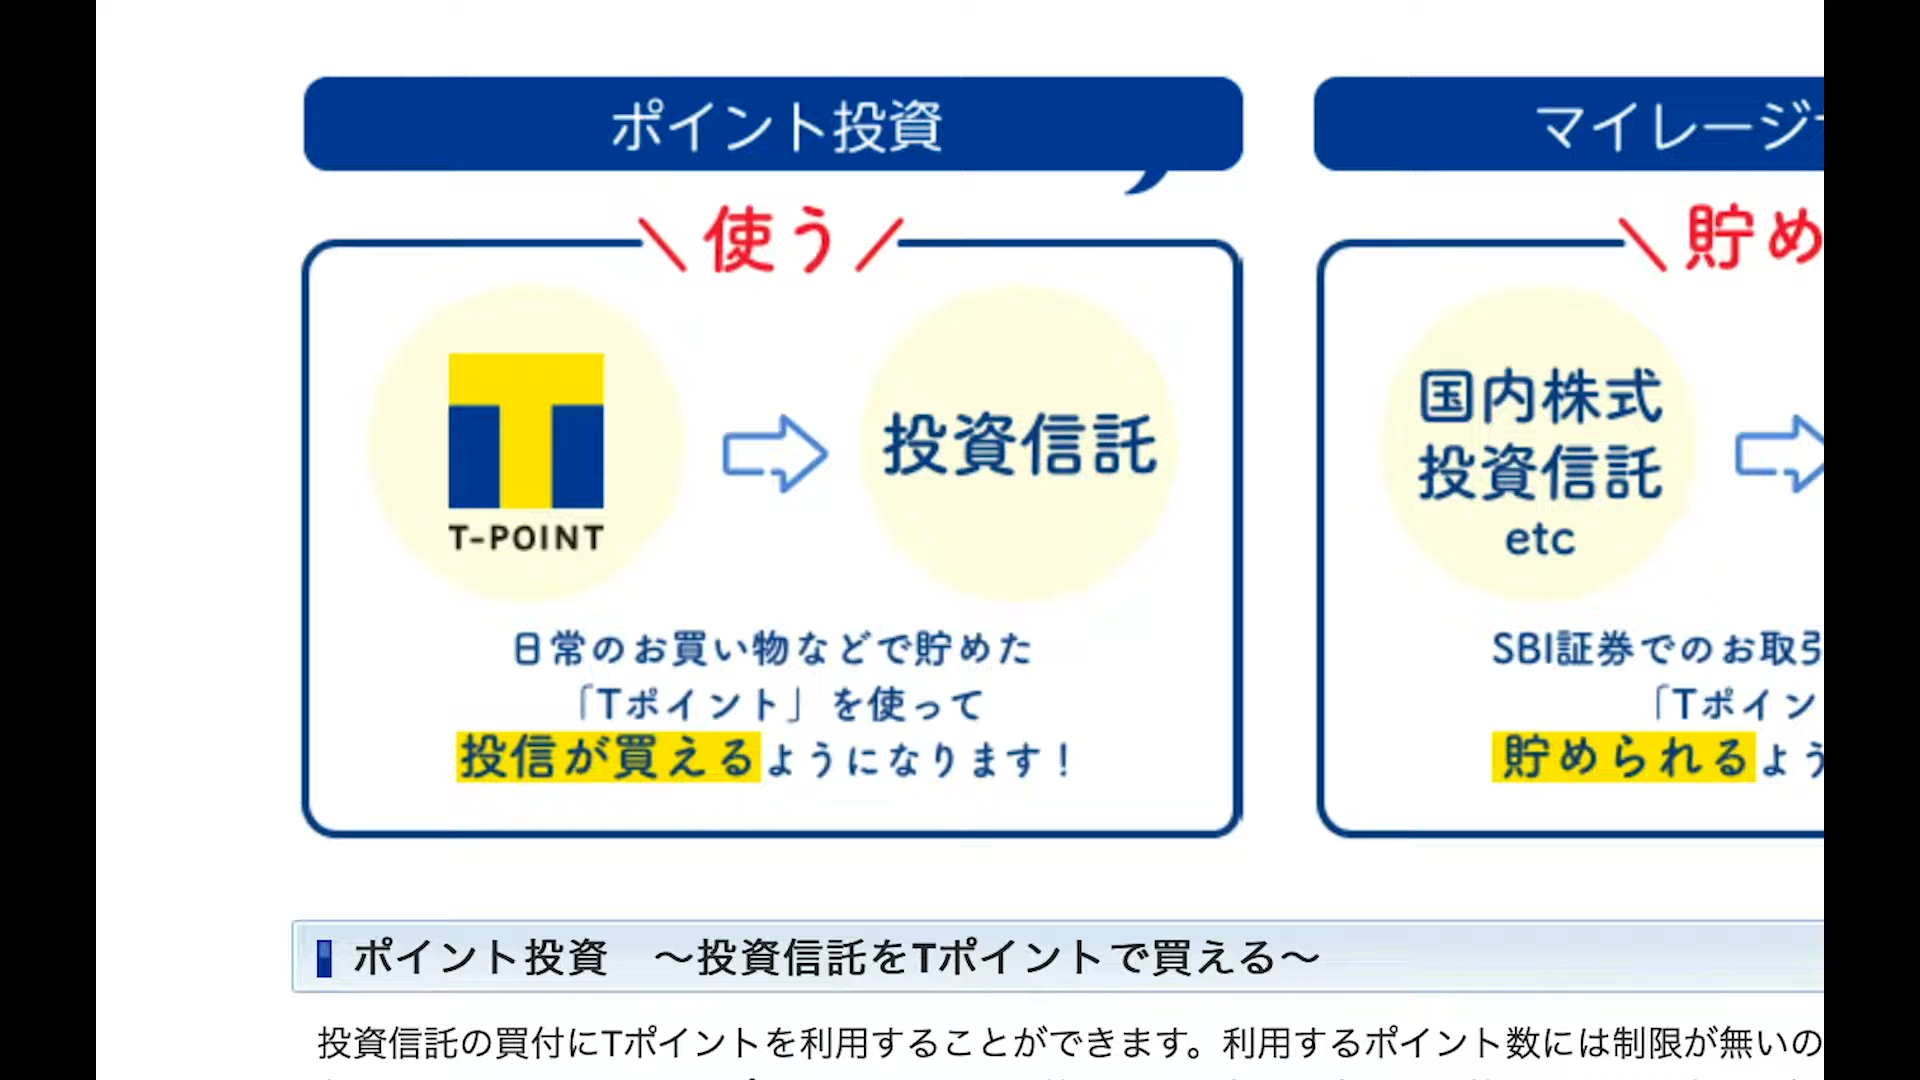 ポイント投資
使う
T-POINT
投資信託
日常のお買い物などで貯めた
「Tポイント」を使って
投信が買えるようになります！
マイレージ
貯め
国内株式
投資信託
etc
SBI証券でのお取引
「Tポイン
貯められるよう
ポイント投資　～投資信託をTポイントで買える～
投資信託の買付にTポイントを利用することができます。利用するポイント数には制限が無いの